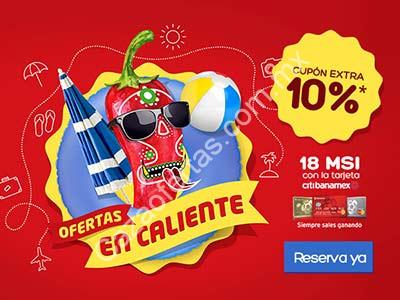 OFERTAS
EN CALIENTE
CUPÓN EXTRA
10%*
18 MSI
con la tarjeta
citibanamex
Siempre sales ganando
Reserva ya